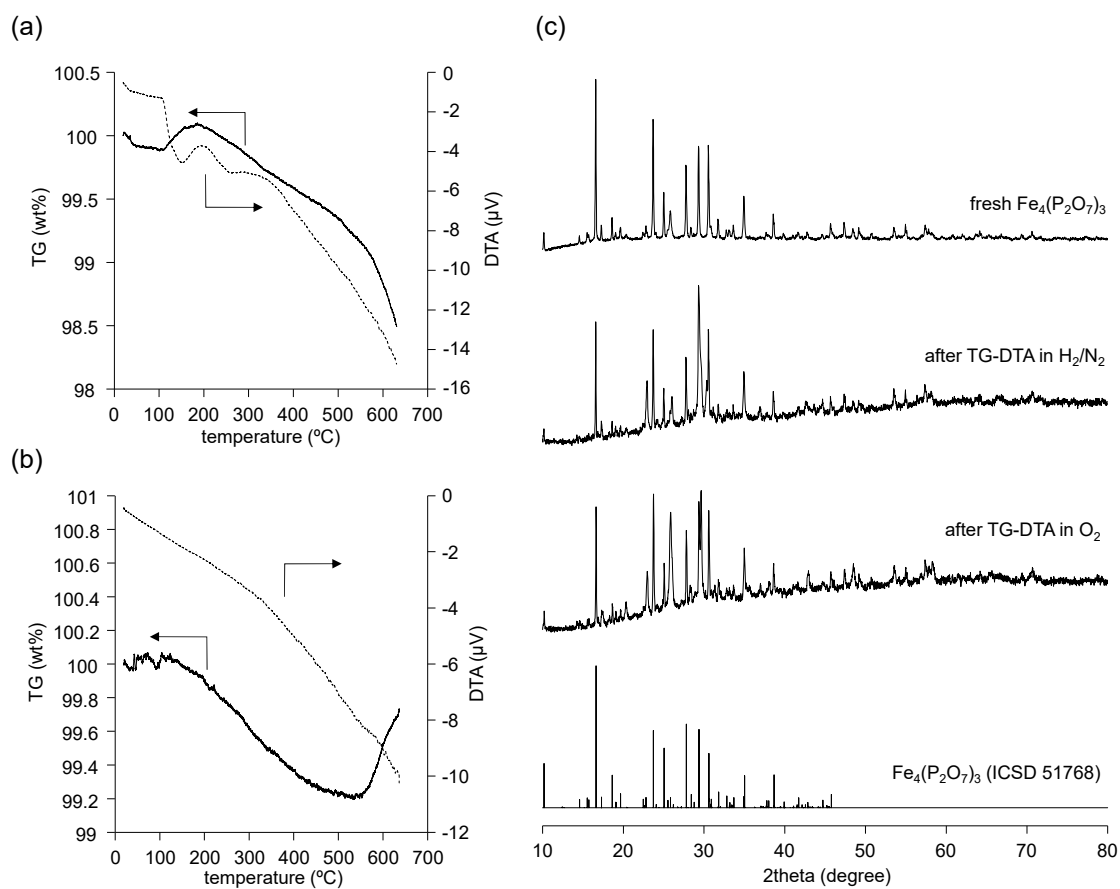 (a)
100.5
100
99.5
99
98.5
98
TG (wt%)
0
-2
-4
-6
-8
-10
-12
-14
-16
DTA (μV)
0 100 200 300 400 500 600 700
temperature (ºC)
(b)
101
100.8
100.6
100.4
100.2
100
99.8
99.6
99.4
99.2
99
TG (wt%)
0
-2
-4
-6
-8
-10
-12
DTA (μV)
0 100 200 300 400 500 600 700
temperature (ºC)
(c)
fresh Fe₄(P₂O₇)₃
after TG-DTA in H₂/N₂
after TG-DTA in O₂
Fe₄(P₂O₇)₃ (ICSD 51768)
10 20 30 40 50 60 70 80
2theta (degree)